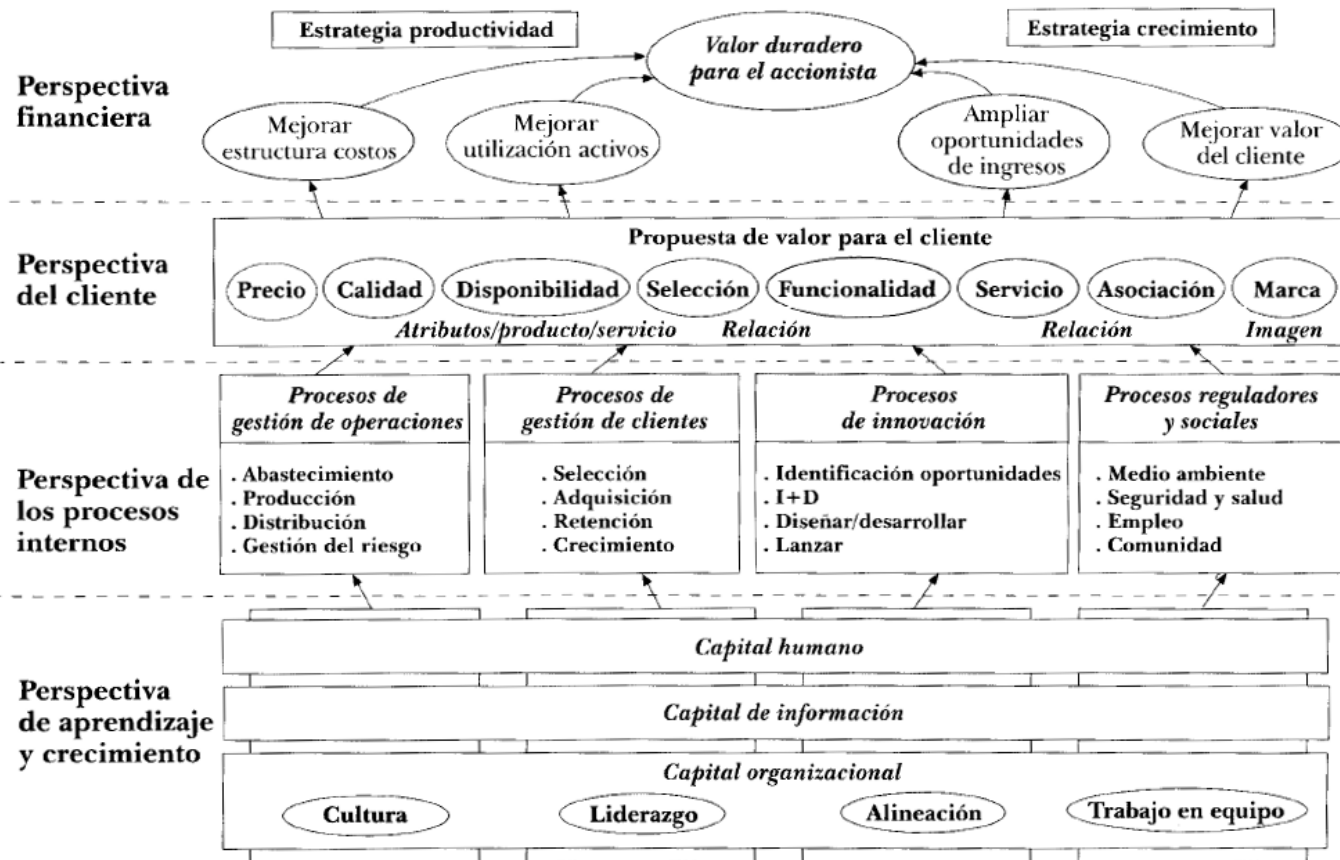 Estrategia productividad
Estrategia crecimiento
Valor duradero
para el accionista
Perspectiva
financiera
Mejorar
estructura costos
Mejorar
utilización activos
Ampliar
oportunidades
de ingresos
Mejorar valor
del cliente
Perspectiva
del cliente
Propuesta de valor para el cliente
Precio
Calidad
Disponibilidad
Selección
Funcionalidad
Servicio
Asociación
Marca
Atributos/producto/servicio
Relación
Relación
Imagen
Perspectiva de
los procesos
internos
Procesos de
gestión de operaciones
. Abastecimiento
. Producción
. Distribución
. Gestión del riesgo
Procesos de
gestión de clientes
. Selección
. Adquisición
. Retención
. Crecimiento
Procesos
de innovación
. Identificación oportunidades
. I+D
. Diseñar/desarrollar
. Lanzar
Procesos reguladores
y sociales
. Medio ambiente
. Seguridad y salud
. Empleo
. Comunidad
Perspectiva
de aprendizaje
y crecimiento
Capital humano
Capital de información
Capital organizacional
Cultura
Liderazgo
Alineación
Trabajo en equipo